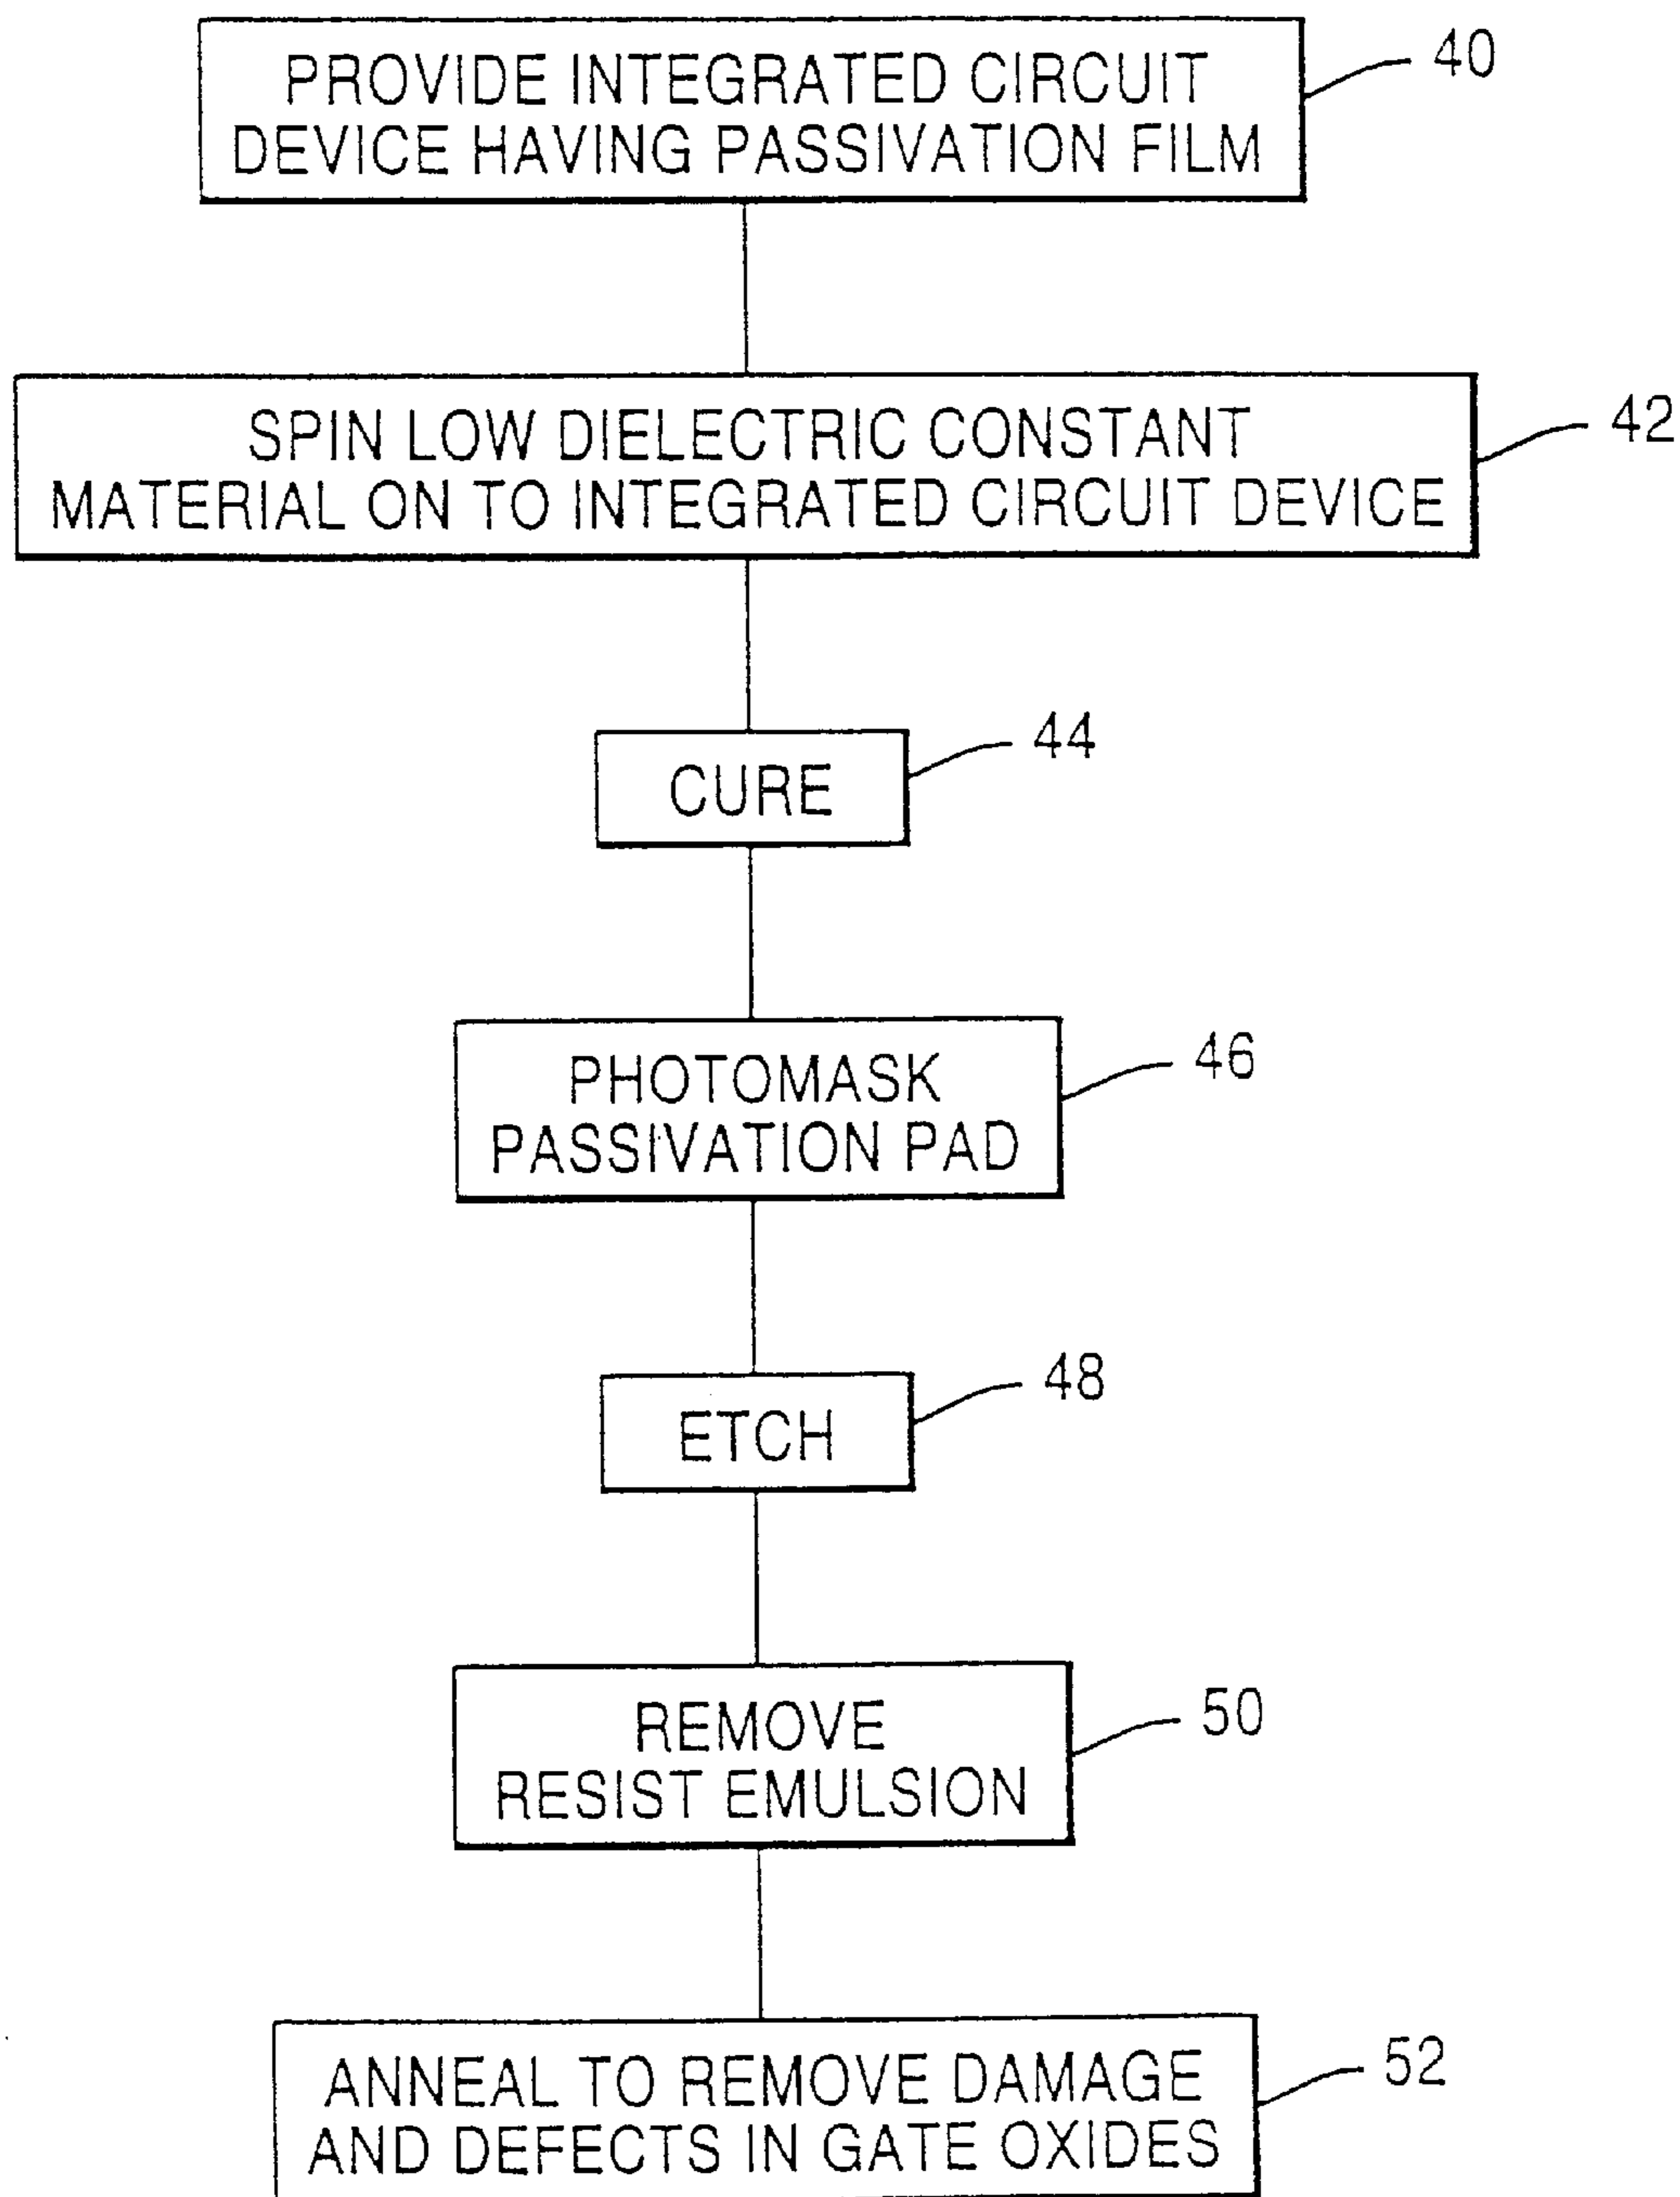 PROVIDE INTEGRATED CIRCUIT
DEVICE HAVING PASSIVATION FILM
40
SPIN LOW DIELECTRIC CONSTANT
MATERIAL ON TO INTEGRATED CIRCUIT DEVICE
42
CURE
44
PHOTOMASK
PASSIVATION PAD
46
ETCH
48
REMOVE
RESIST EMULSION
50
ANNEAL TO REMOVE DAMAGE
AND DEFECTS IN GATE OXIDES
52